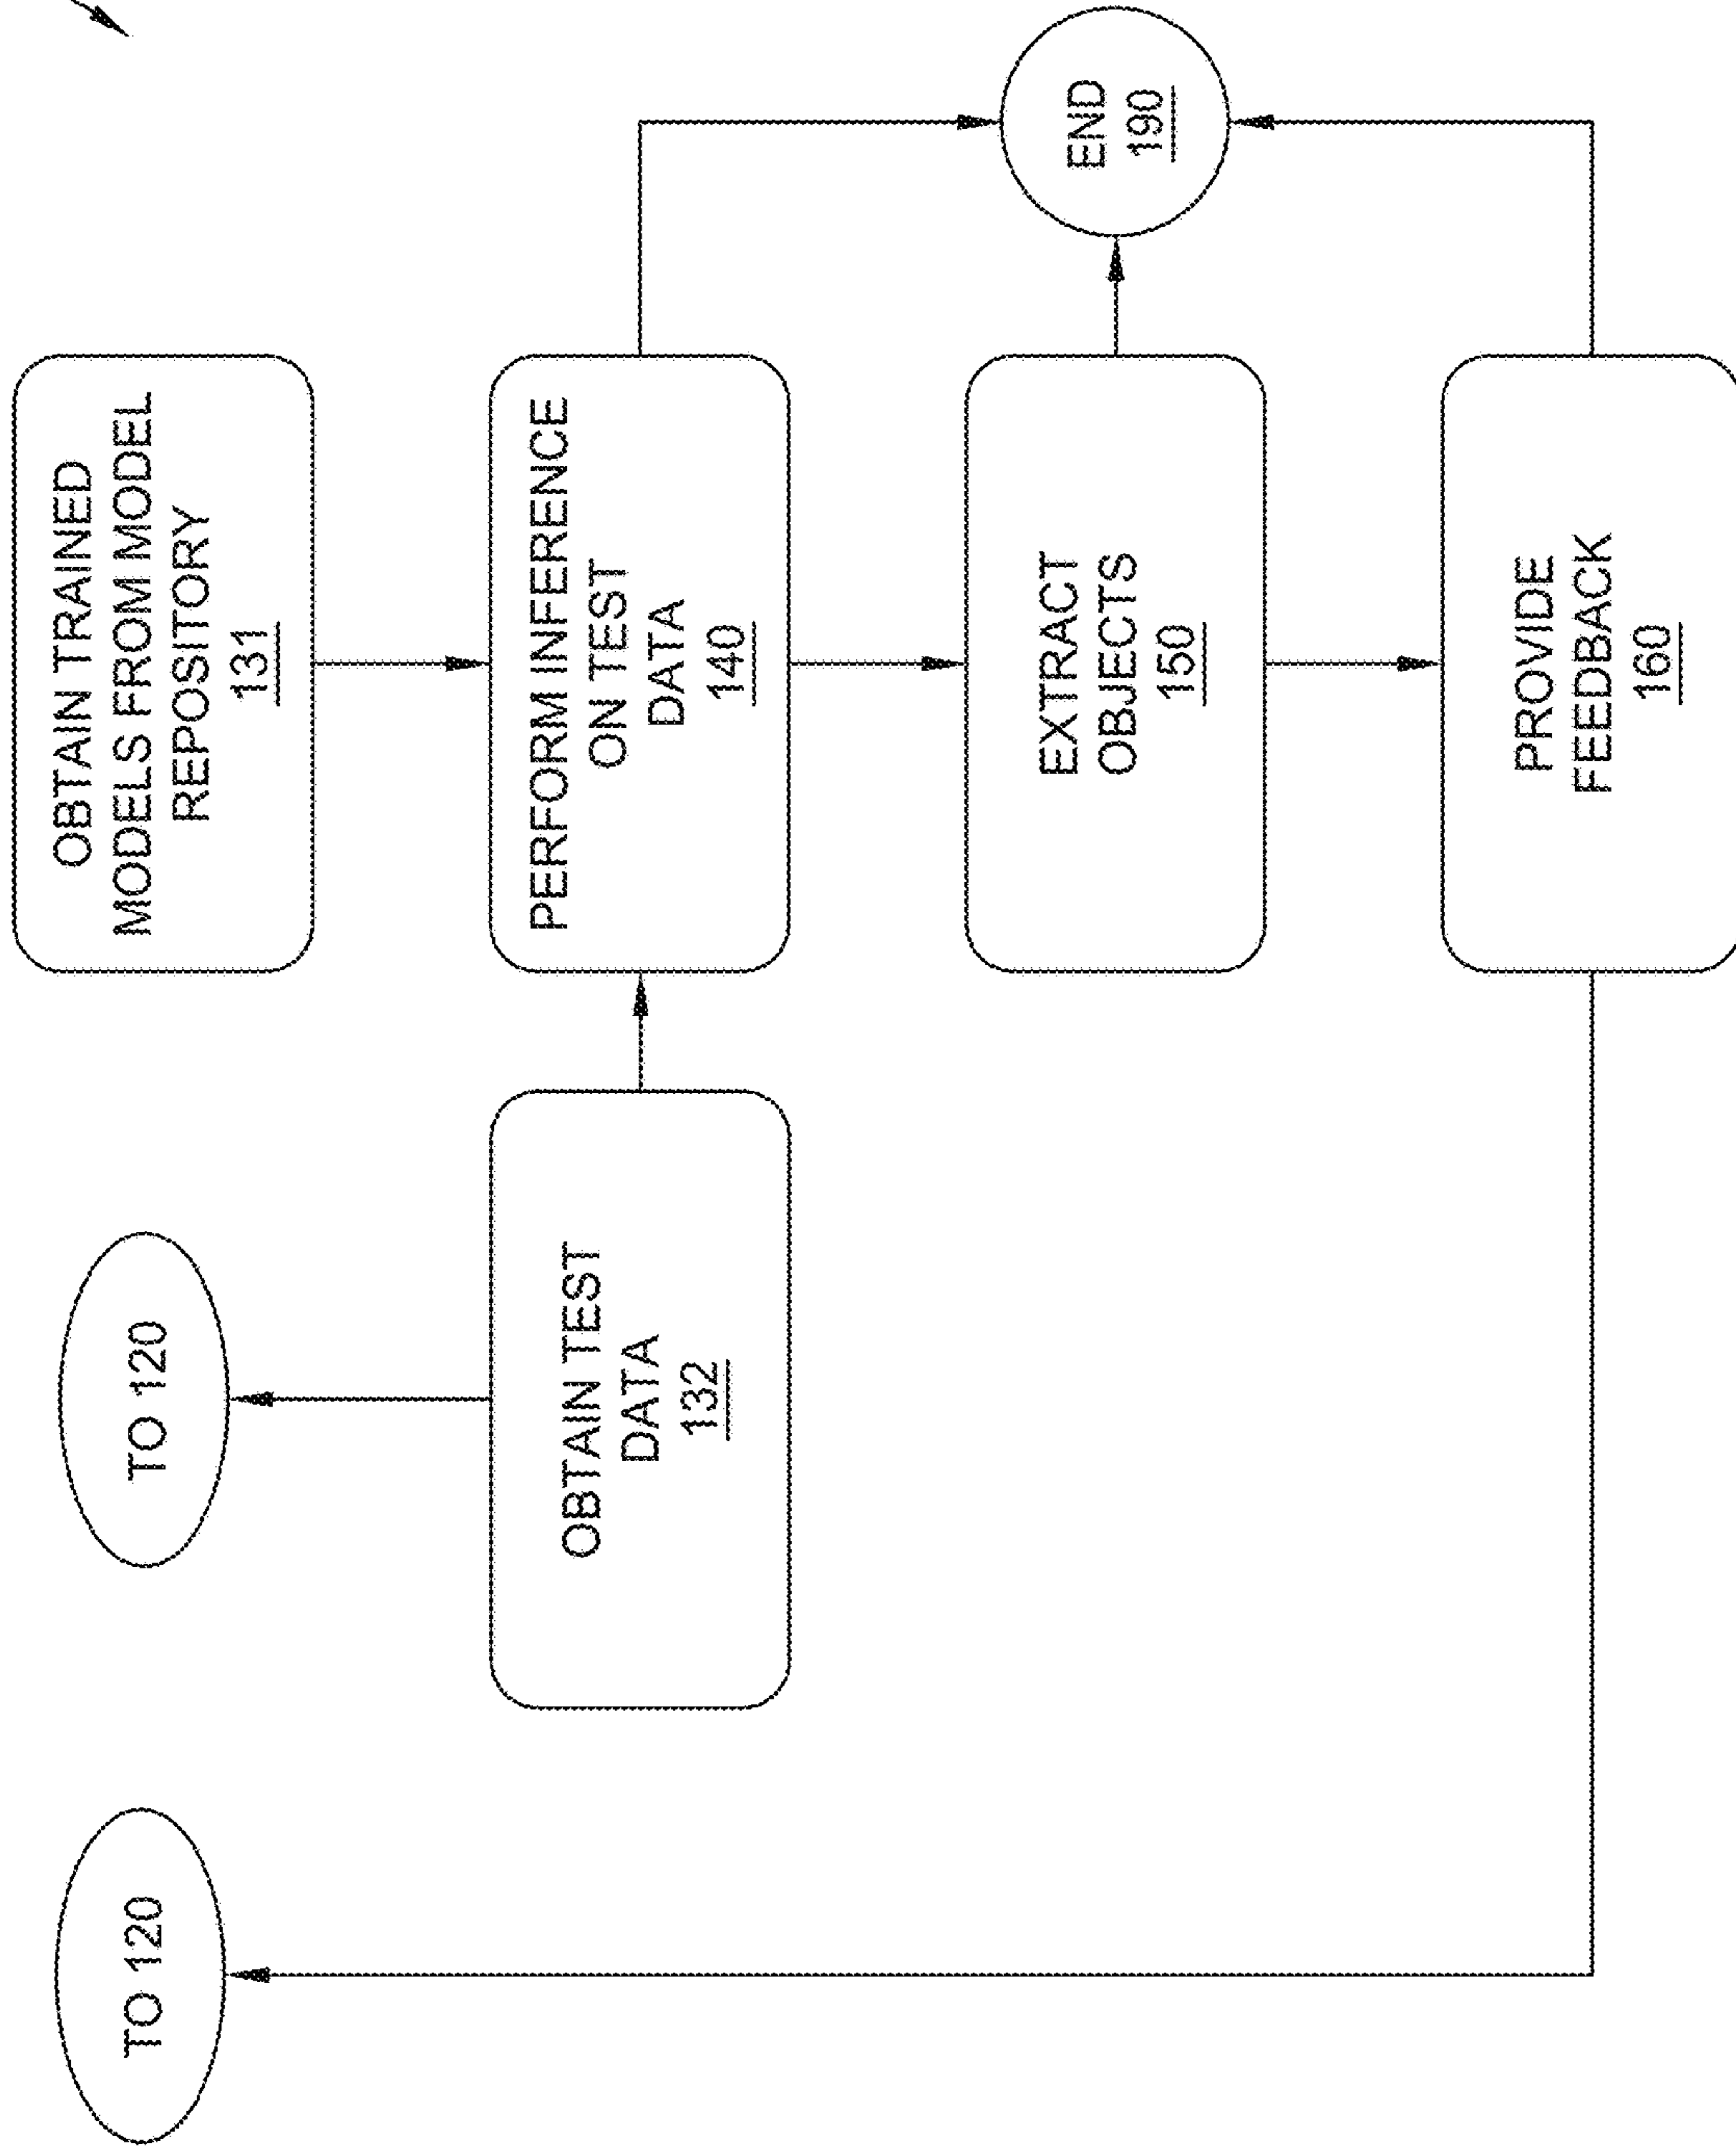 OBTAIN TRAINED
MODELS FROM MODEL
REPOSITORY
131
TO 120
TO 120
OBTAIN TEST
DATA
132
PERFORM INFERENCE
ON TEST
DATA
140
EXTRACT
OBJECTS
150
END
190
PROVIDE
FEEDBACK
160